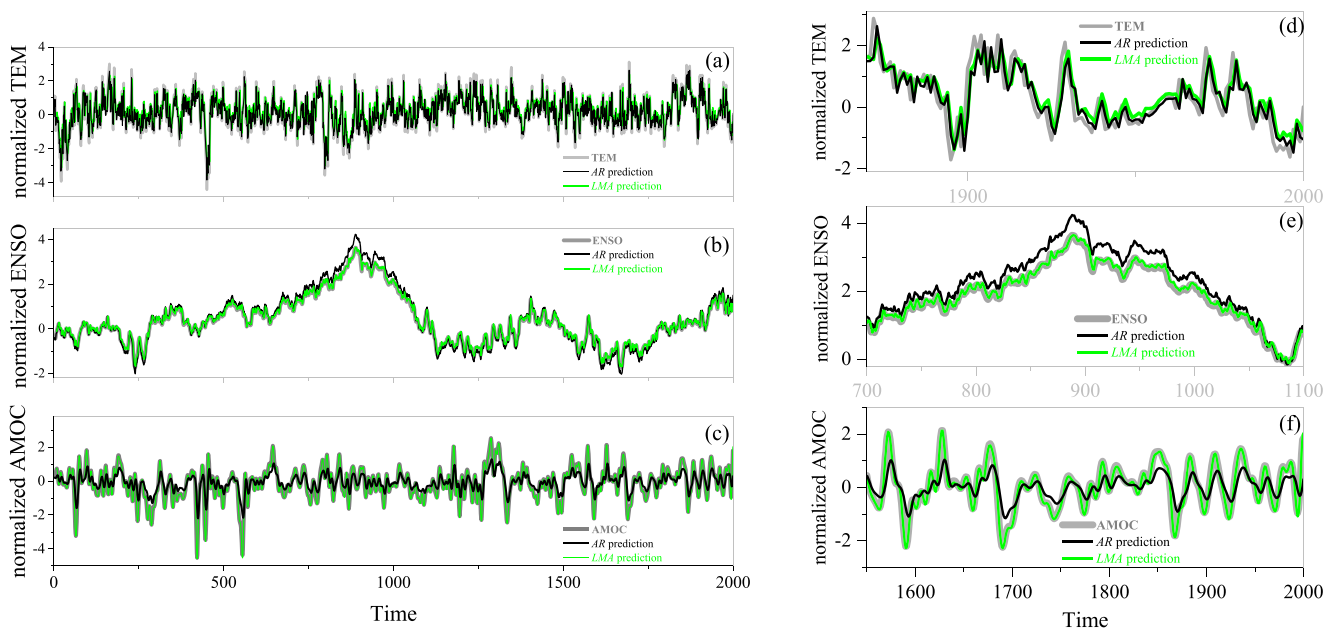 normalized TEM
4
2
0
-2
-4
(a)
TEM
AR prediction
LMA prediction
normalized ENSO
4
2
0
-2
(b)
ENSO
AR prediction
LMA prediction
normalized AMOC
2
0
-2
-4
(c)
AMOC
AR prediction
LMA prediction
0 500 1000 1500 2000
Time
normalized TEM
2
0
-2
(d)
TEM
AR prediction
LMA prediction
1900 2000
normalized ENSO
4
2
0
(e)
ENSO
AR prediction
LMA prediction
700 800 900 1000 1100
normalized AMOC
2
0
-2
(f)
AMOC
AR prediction
LMA prediction
1600 1700 1800 1900 2000
Time